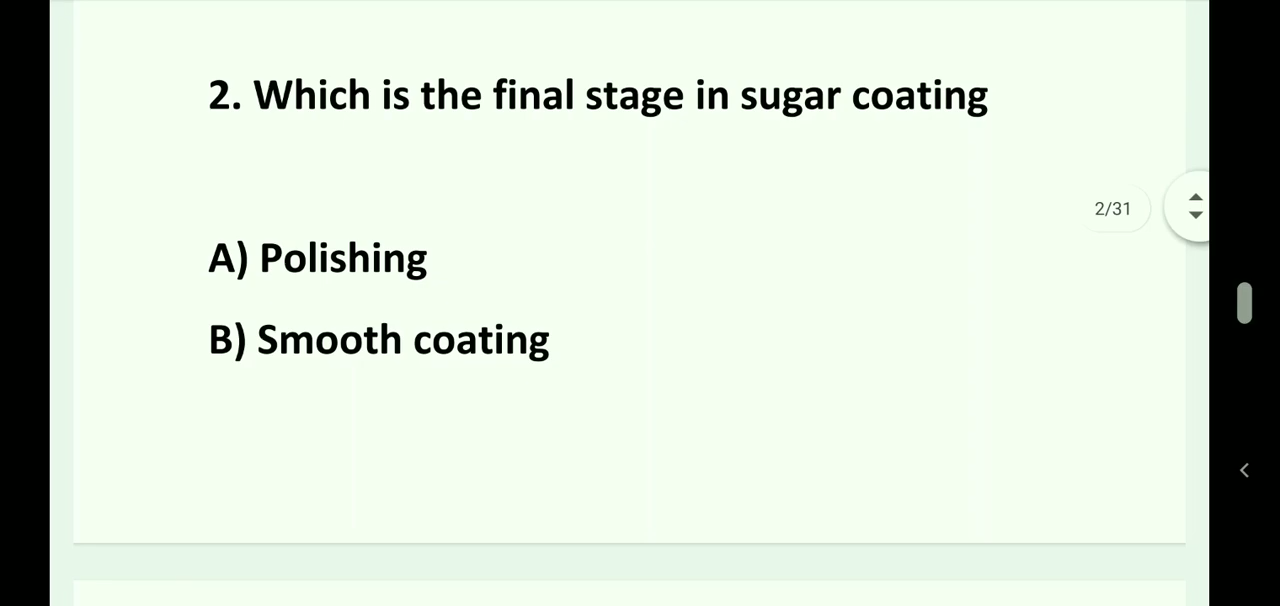 2. Which is the final stage in sugar coating
2/31
A) Polishing
B) Smooth coating